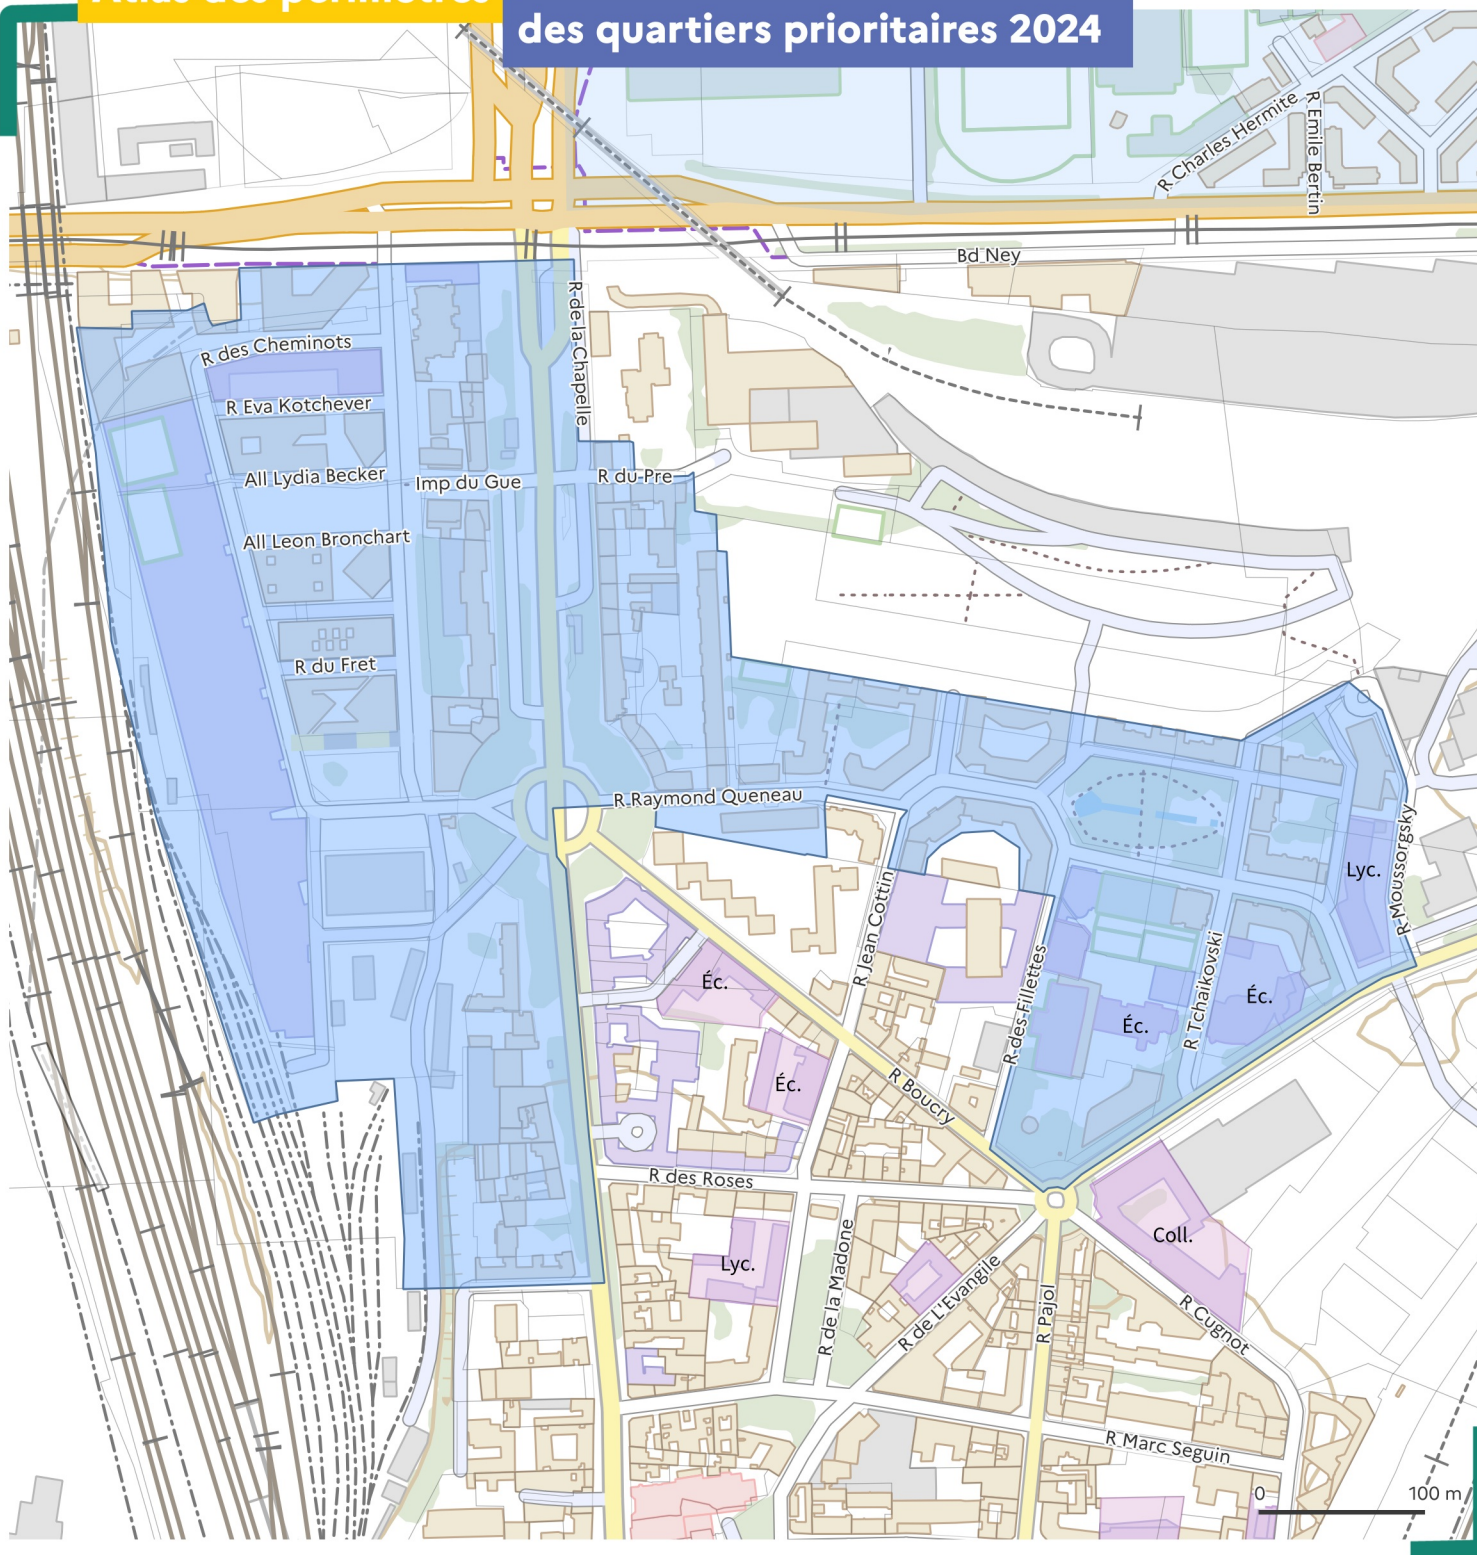 Atlas des périmètres
des quartiers prioritaires 2024
R Charles Hermite
R Emile Bertin
Bd Ney
R de la Chapelle
R des Cheminots
R Eva Kotchever
All Lydia Becker
Imp du Gue
R du Pre
All Leon Bronchart
R du Fret
R Raymond Queneau
Lyc.
R Moussorgsky
R Jean Cottin
R des Fillettes
R Tchaikovski
Éc.
Éc.
Éc.
Éc.
R Boucry
R des Roses
Coll.
Lyc.
R de la Madone
R de L'Evangile
R Pajol
R Cugnot
R Marc Seguin
0 100 m